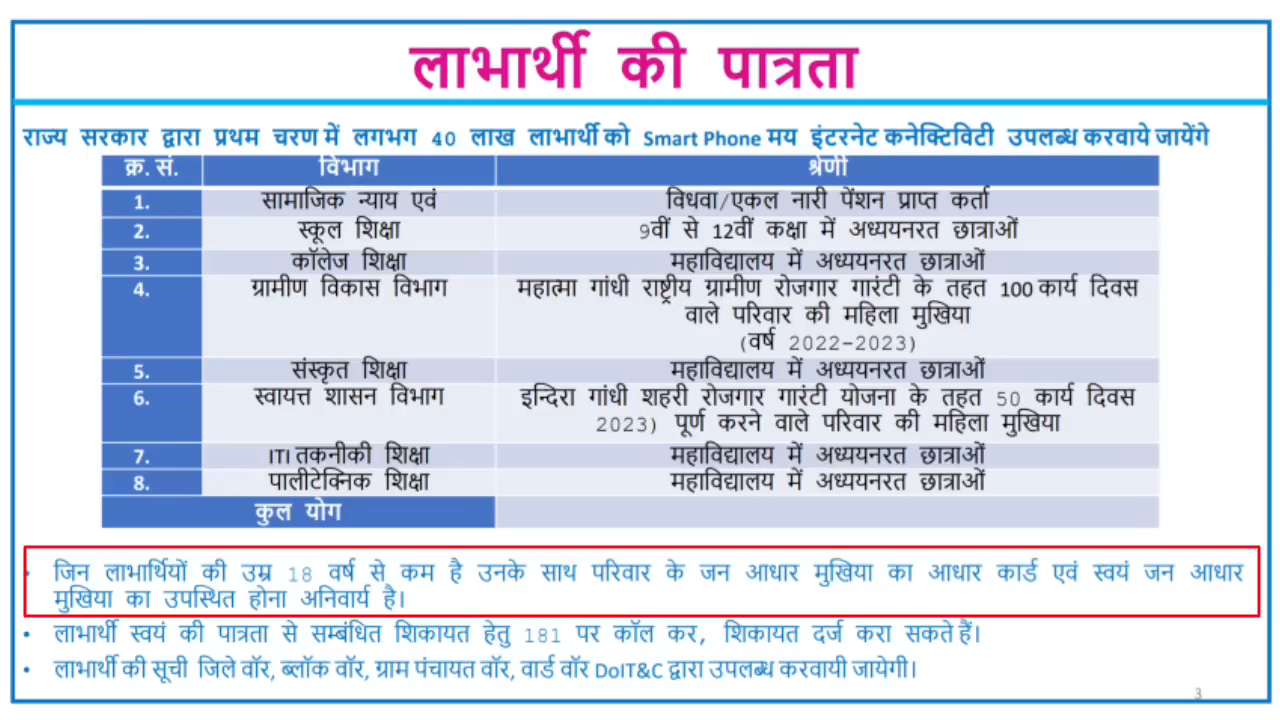 लाभार्थी की पात्रता
राज्य सरकार द्वारा प्रथम चरण में लगभग 40 लाख लाभार्थी को Smart Phone मय इंटरनेट कनेक्टिविटी उपलब्ध करवाये जायेंगे
क्र. सं. विभाग श्रेणी
1. सामाजिक न्याय एवं विधवा/एकल नारी पेंशन प्राप्त कर्ता
2. स्कूल शिक्षा 9वीं से 12वीं कक्षा में अध्ययनरत छात्राओं
3. कॉलेज शिक्षा महाविद्यालय में अध्ययनरत छात्राओं
4. ग्रामीण विकास विभाग महात्मा गांधी राष्ट्रीय ग्रामीण रोजगार गारंटी के तहत 100 कार्य दिवस
वाले परिवार की महिला मुखिया
(वर्ष 2022-2023)
5. संस्कृत शिक्षा महाविद्यालय में अध्ययनरत छात्राओं
6. स्वायत्त शासन विभाग इन्दिरा गांधी शहरी रोजगार गारंटी योजना के तहत 50 कार्य दिवस
2023) पूर्ण करने वाले परिवार की महिला मुखिया
7. ITI तकनीकी शिक्षा महाविद्यालय में अध्ययनरत छात्राओं
8. पालीटेक्निक शिक्षा महाविद्यालय में अध्ययनरत छात्राओं
कुल योग
• जिन लाभार्थियों की उम्र 18 वर्ष से कम है उनके साथ परिवार के जन आधार मुखिया का आधार कार्ड एवं स्वयं जन आधार
मुखिया का उपस्थित होना अनिवार्य है।
• लाभार्थी स्वयं की पात्रता से सम्बंधित शिकायत हेतु 181 पर कॉल कर, शिकायत दर्ज करा सकते हैं।
• लाभार्थी की सूची जिले वॉर, ब्लॉक वॉर, ग्राम पंचायत वॉर, वार्ड वॉर DoIT&C द्वारा उपलब्ध करवायी जायेगी।
3